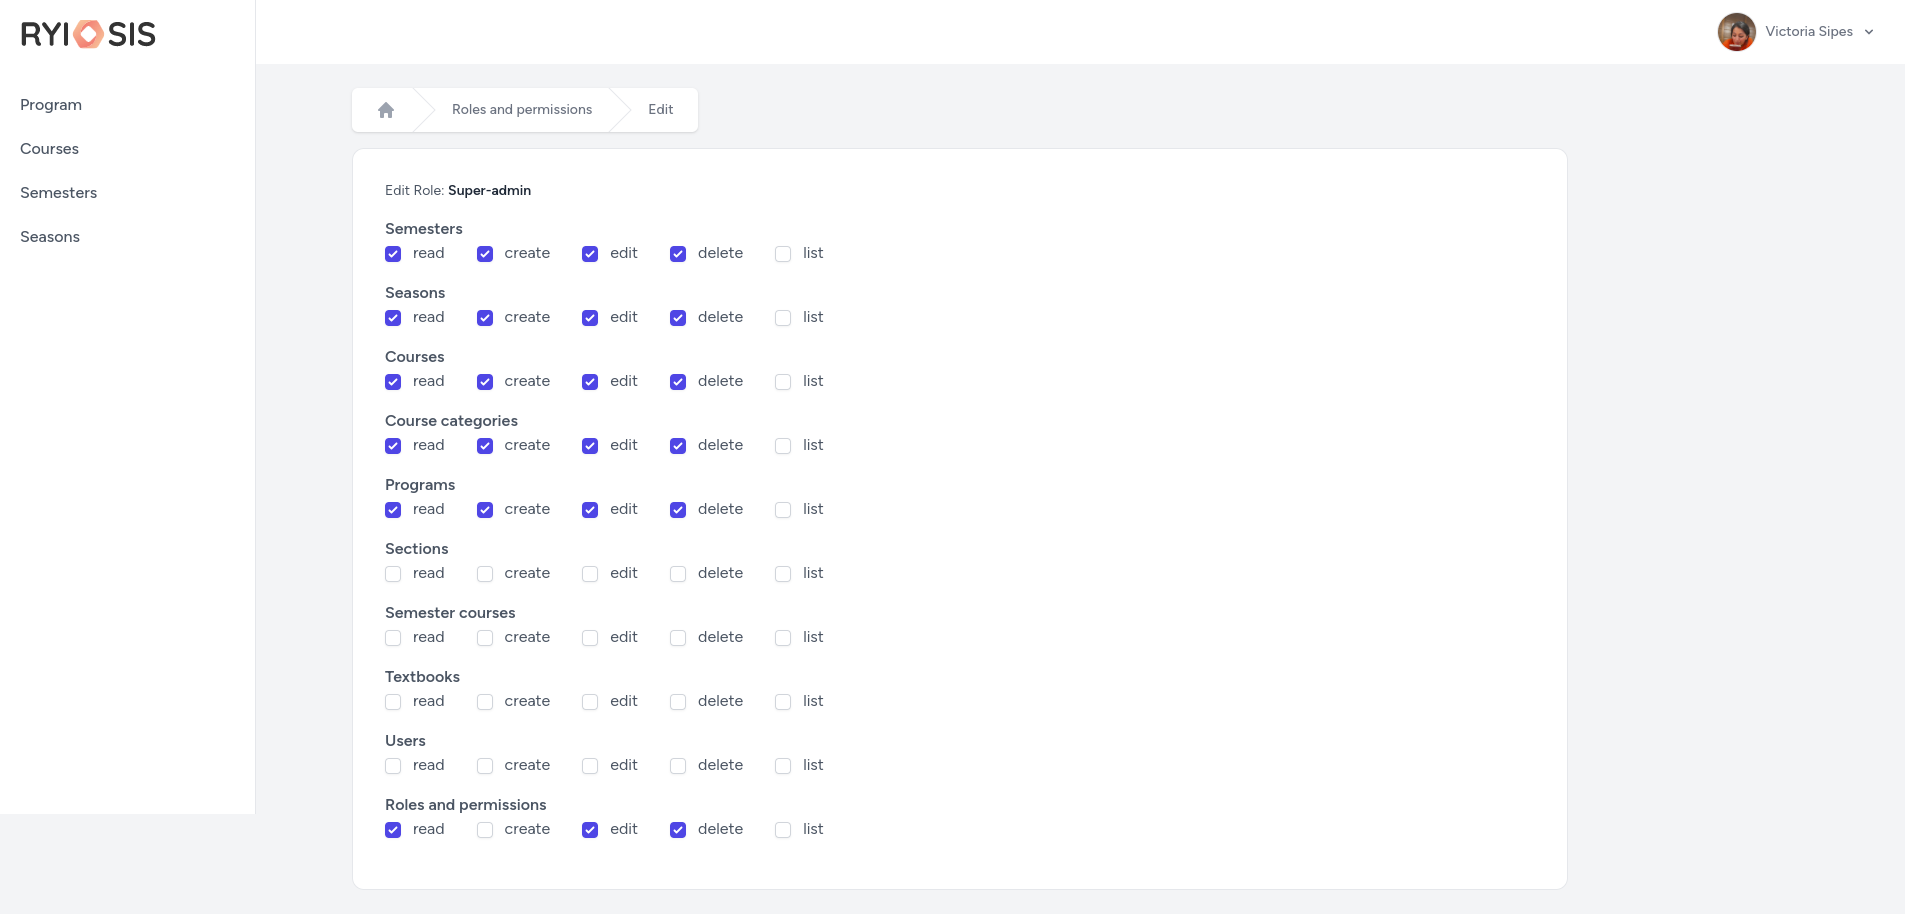 RYIOSIS
Victoria Sipes
Program
Courses
Semesters
Seasons
Roles and permissions Edit
Edit Role: Super-admin
Semesters
read create edit delete list
Seasons
read create edit delete list
Courses
read create edit delete list
Course categories
read create edit delete list
Programs
read create edit delete list
Sections
read create edit delete list
Semester courses
read create edit delete list
Textbooks
read create edit delete list
Users
read create edit delete list
Roles and permissions
read create edit delete list